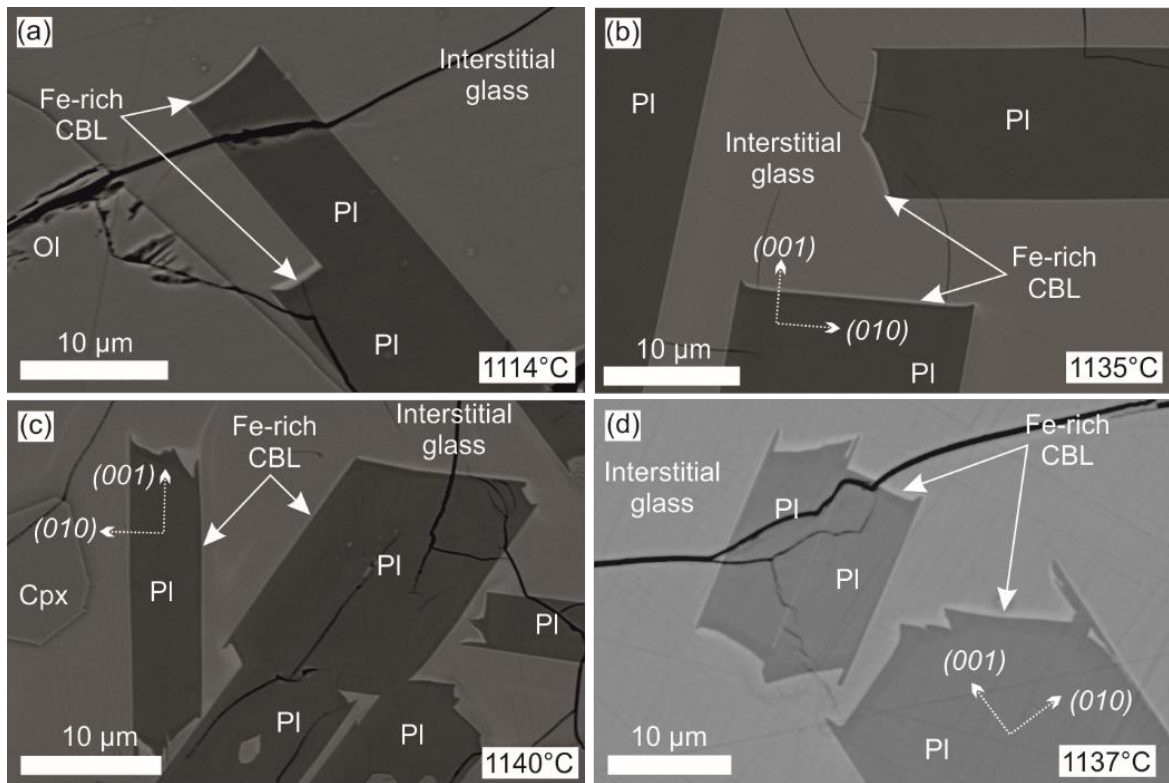 (a)
Fe-rich
CBL
Interstitial
glass
Pl
Ol
Pl
10 µm
1114°C
(b)
Pl
Pl
Interstitial
glass
(001)
(010)
Fe-rich
CBL
10 µm
Pl
1135°C
(c)
Fe-rich
CBL
Interstitial
glass
(001)
(010)
Cpx
Pl
Pl
Pl
Pl
Pl
10 µm
1140°C
(d)
Fe-rich
CBL
Interstitial
glass
Pl
Pl
(001)
(010)
10 µm
Pl
1137°C